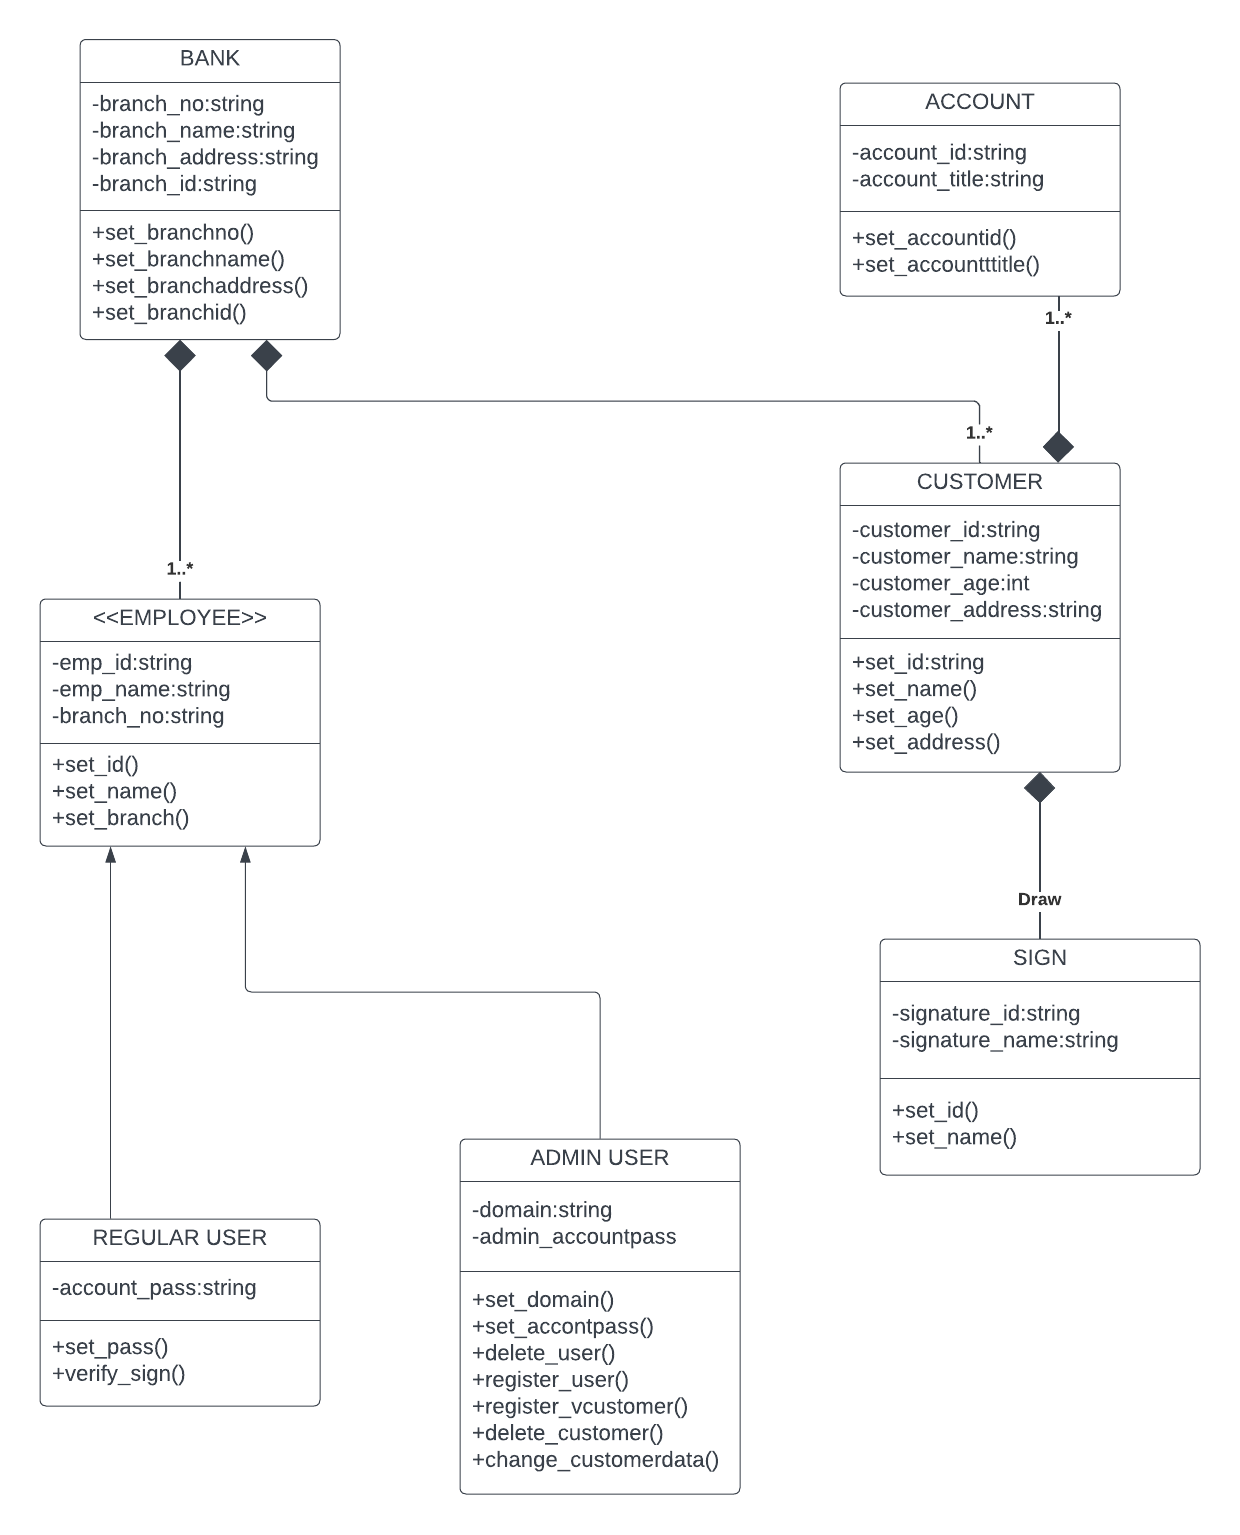 BANK
-branch_no:string
-branch_name:string
-branch_address:string
-branch_id:string
+set_branchno()
+set_branchname()
+set_branchaddress()
+set_branchid()
ACCOUNT
-account_id:string
-account_title:string
+set_accountid()
+set_accountttitle()
1..*
1..*
CUSTOMER
-customer_id:string
-customer_name:string
-customer_age:int
-customer_address:string
+set_id:string
+set_name()
+set_age()
+set_address()
1..*
<<EMPLOYEE>>
-emp_id:string
-emp_name:string
-branch_no:string
+set_id()
+set_name()
+set_branch()
Draw
SIGN
-signature_id:string
-signature_name:string
+set_id()
+set_name()
ADMIN USER
-domain:string
-admin_accountpass
+set_domain()
+set_accontpass()
+delete_user()
+register_user()
+register_vcustomer()
+delete_customer()
+change_customerdata()
REGULAR USER
-account_pass:string
+set_pass()
+verify_sign()